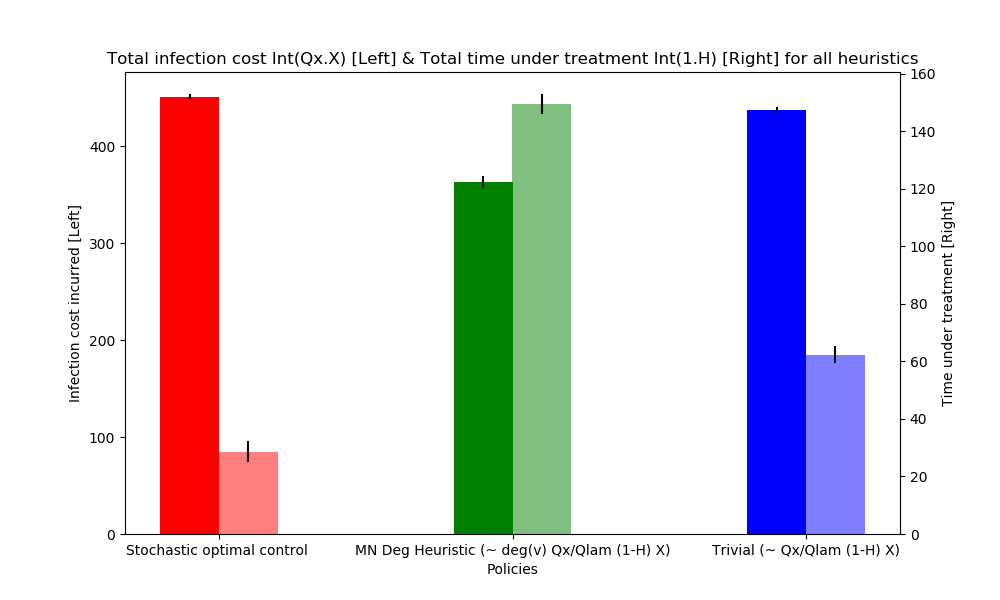 Total infection cost Int(Qx.X) [Left] & Total time under treatment Int(1.H) [Right] for all heuristics
Infection cost incurred [Left]
400
300
200
100
0
160
140
120
100
80
60
40
20
0
Time under treatment [Right]
Stochastic optimal control
MN Deg Heuristic (~ deg(v) Qx/Qlam (1-H) X)
Trivial (~ Qx/Qlam (1-H) X)
Policies